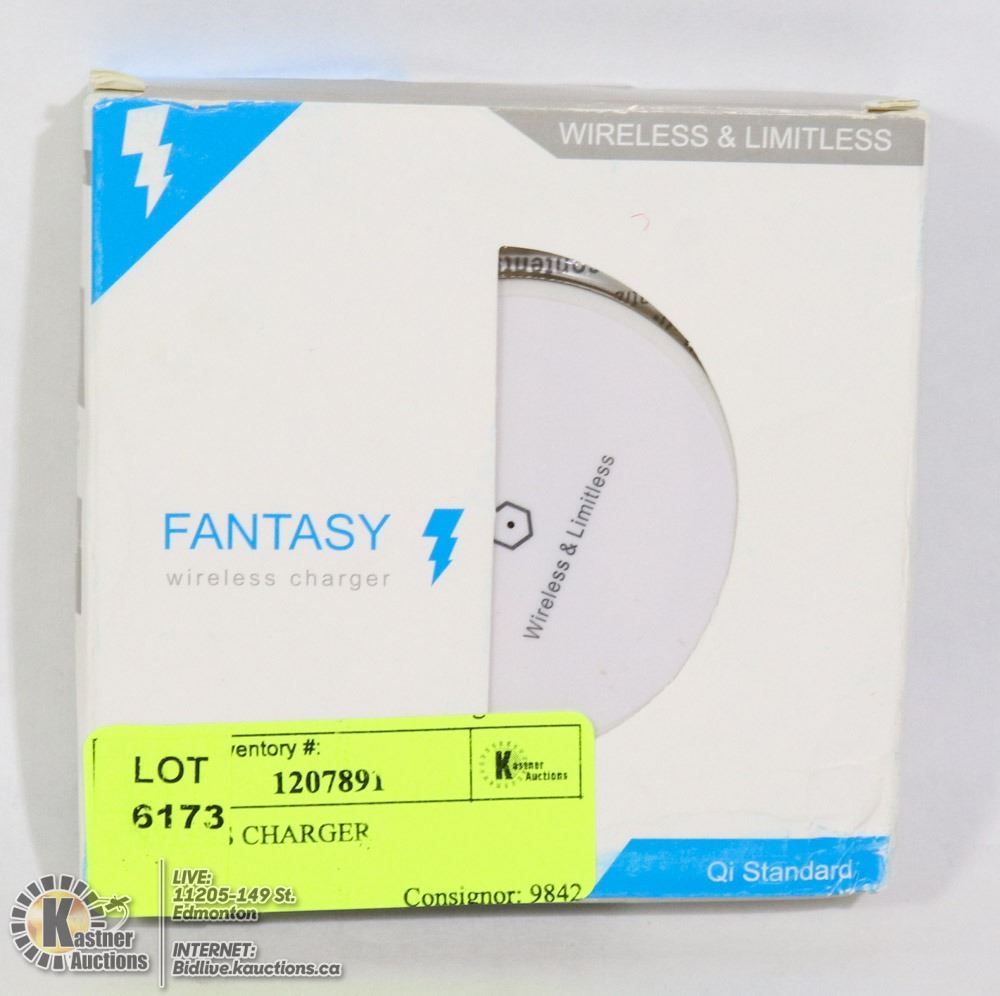 WIRELESS & LIMITLESS
contents
Wireless & Limitless
FANTASY
wireless charger
ventory #:
LOT
1207891
Kastner
Auctions
6173
S CHARGER
Qi Standard
Consignor: 9842
Kastner
Auctions
LIVE:
11205-149 St.
Edmonton
INTERNET:
Bidlive.kauctions.ca